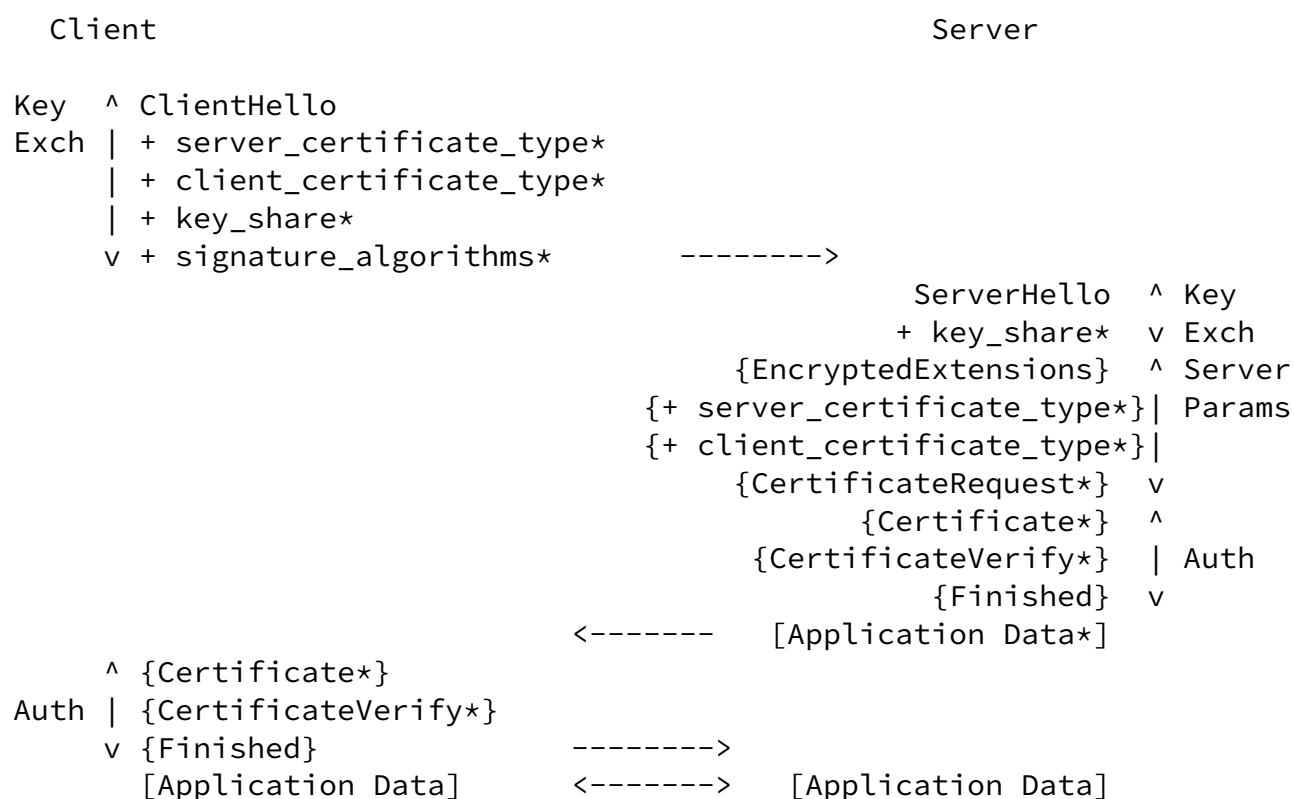 Client                                           Server

Key  ^ ClientHello
Exch | + server_certificate_type*
     | + client_certificate_type*
     | + key_share*
     v + signature_algorithms*       -------->
                                                  ServerHello  ^ Key
                                                 + key_share*  v Exch
                                        {EncryptedExtensions}  ^ Server
                                   {+ server_certificate_type*}| Params
                                   {+ client_certificate_type*}|
                                        {CertificateRequest*}  v
                                               {Certificate*}  ^
                                         {CertificateVerify*}  | Auth
                                                   {Finished}  v
                               <-------   [Application Data*]
     ^ {Certificate*}
Auth | {CertificateVerify*}
     v {Finished}              -------->
       [Application Data]      <------->   [Application Data]